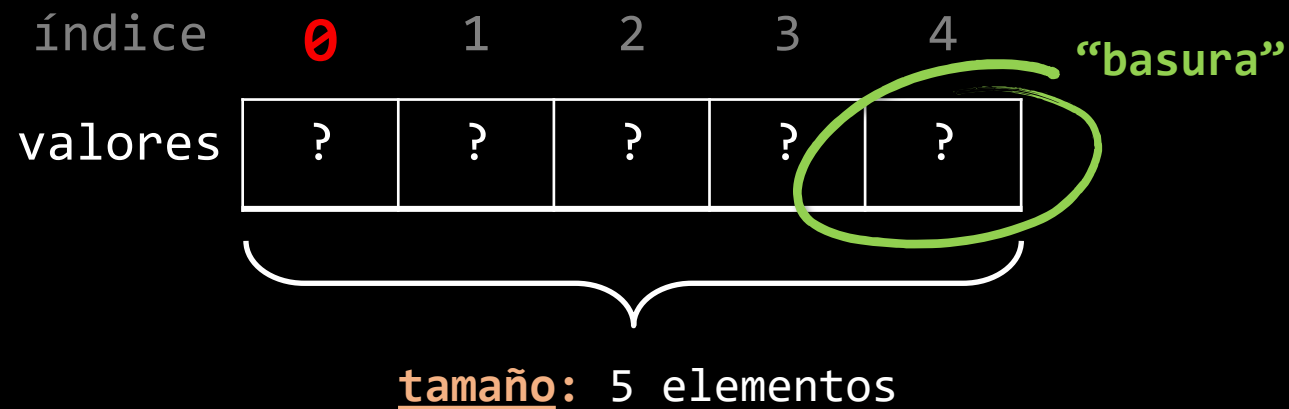 índice 0 1 2 3 4
“basura”
valores ? ? ? ? ?
tamaño: 5 elementos